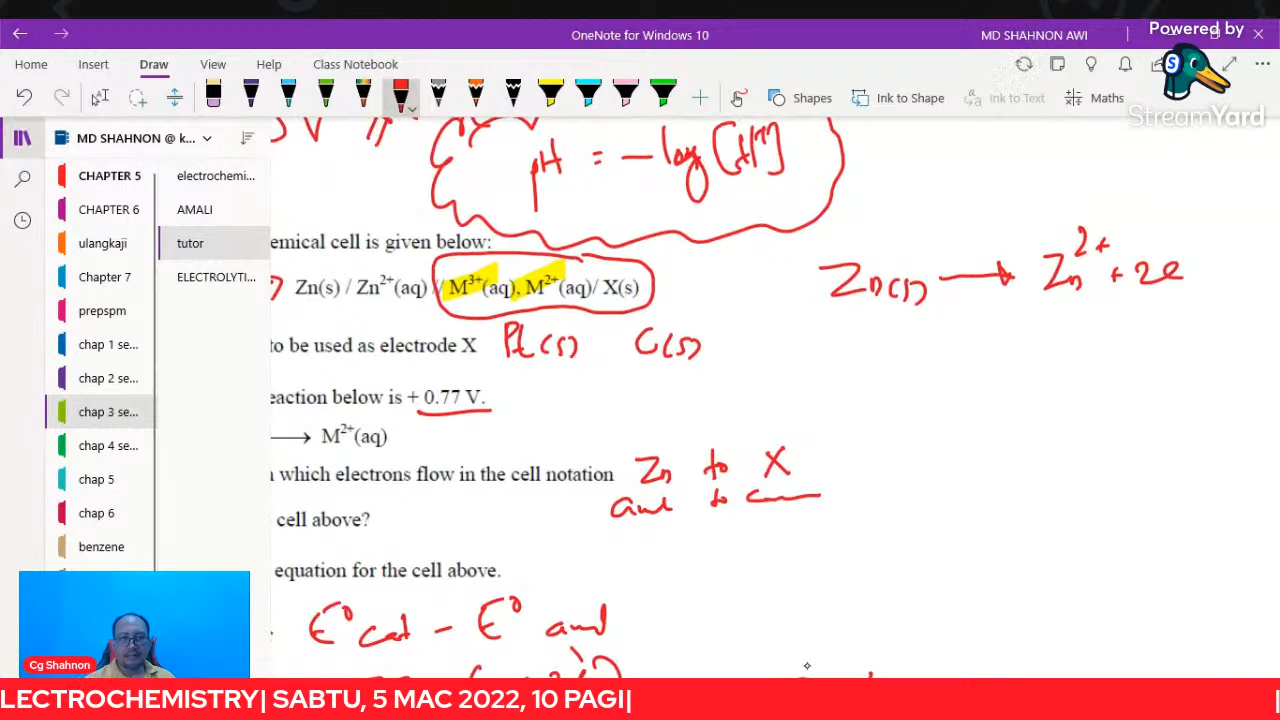 OneNote for Windows 10
MD SHAHNON AWI
Powered by
StreamYard
Home Insert Draw View Help Class Notebook
Shapes Ink to Shape Ink to Text Maths
MD SHAHNON @ k...
CHAPTER 5
CHAPTER 6
ulangkaji
Chapter 7
prepspm
chap 1 se...
chap 2 se...
chap 3 se...
chap 4 se...
chap 5
chap 6
benzene
electrochemi...
AMALI
tutor
ELECTROLYTI...
pH = - log [H⁺]
emical cell is given below:
Zn(s) / Zn²⁺(aq) // M³⁺(aq), M²⁺(aq)/ X(s)
Zn(s) ⟶ Zn²⁺ + 2e
to be used as electrode X Pt(s) C(s)
eaction below is + 0.77 V.
⟶ M²⁺(aq)
n which electrons flow in the cell notation Zn to X
to
cell above?
equation for the cell above.
E⁰ cat - E⁰ and
Cg Shahnon
LECTROCHEMISTRY| SABTU, 5 MAC 2022, 10 PAGI|